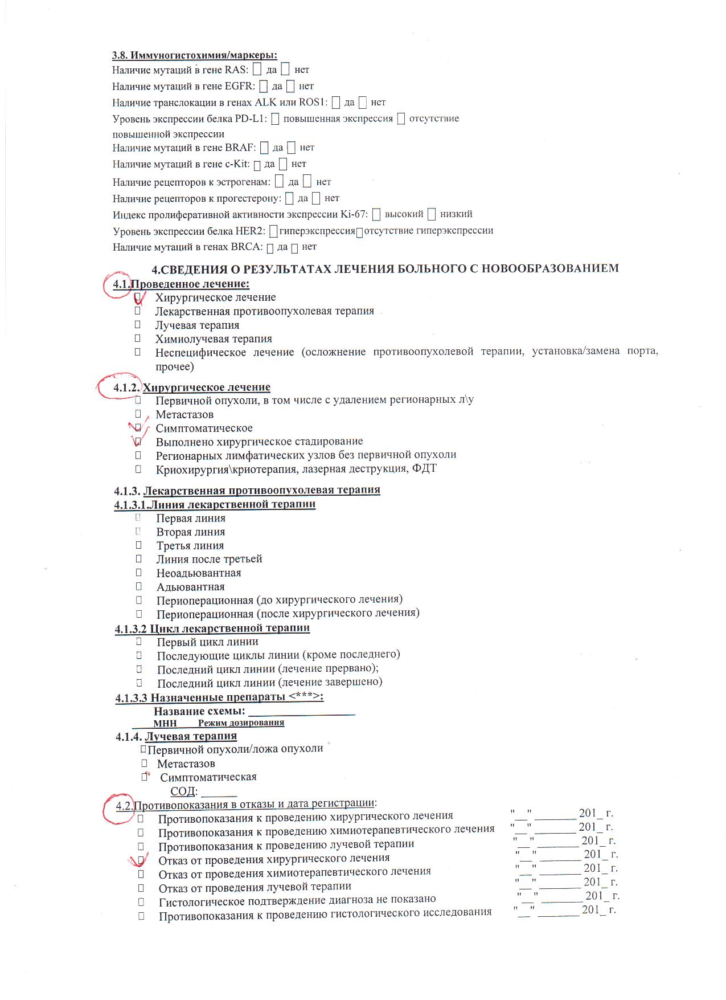 3.8. Иммуногистохимия/маркеры:
Наличие мутаций в гене RAS: ☐ да ☐ нет
Наличие мутаций в гене EGFR: ☐ да ☐ нет
Наличие транслокации в генах ALK или ROS1: ☐ да ☐ нет
Уровень экспрессии белка PD-L1: ☐ повышенная экспрессия ☐ отсутствие
повышенной экспрессии
Наличие мутаций в гене BRAF: ☐ да ☐ нет
Наличие мутаций в гене c-Kit: ☐ да ☐ нет
Наличие рецепторов к эстрогенам: ☐ да ☐ нет
Наличие рецепторов к прогестерону: ☐ да ☐ нет
Индекс пролиферативной активности экспрессии Ki-67: ☐ высокий ☐ низкий
Уровень экспрессии белка HER2: ☐гиперэкспрессия☐отсутствие гиперэкспрессии
Наличие мутаций в генах BRCA: ☐ да ☐ нет
4.СВЕДЕНИЯ О РЕЗУЛЬТАТАХ ЛЕЧЕНИЯ БОЛЬНОГО С НОВООБРАЗОВАНИЕМ
4.1.Проведенное лечение:
☑ Хирургическое лечение
☐ Лекарственная противоопухолевая терапия
☐ Лучевая терапия
☐ Химиолучевая терапия
☐ Неспецифическое лечение (осложнение противоопухолевой терапии, установка/замена порта,
прочее)
4.1.2. Хирургическое лечение
☐ Первичной опухоли, в том числе с удалением регионарных л\у
☐ Метастазов
☑ Симптоматическое
☑ Выполнено хирургическое стадирование
☐ Регионарных лимфатических узлов без первичной опухоли
☐ Криохирургия\криотерапия, лазерная деструкция, ФДТ
4.1.3. Лекарственная противоопухолевая терапия
4.1.3.1.Линия лекарственной терапии
☐ Первая линия
☐ Вторая линия
☐ Третья линия
☐ Линия после третьей
☐ Неоадьювантная
☐ Адьювантная
☐ Периоперационная (до хирургического лечения)
☐ Периоперационная (после хирургического лечения)
4.1.3.2 Цикл лекарственной терапии
☐ Первый цикл линии
☐ Последующие циклы линии (кроме последнего)
☐ Последний цикл линии (лечение прервано);
☐ Последний цикл линии (лечение завершено)
4.1.3.3 Назначенные препараты <***>:
Название схемы: __________________
МНН Режим дозирования
4.1.4. Лучевая терапия
☐Первичной опухоли/ложа опухоли
☐ Метастазов
☐ Симптоматическая
СОД: ______
4.2.Противопоказания в отказы и дата регистрации:
☐ Противопоказания к проведению хирургического лечения "__" _______ 201_ г.
☐ Противопоказания к проведению химиотерапевтического лечения "__" _______ 201_ г.
☐ Противопоказания к проведению лучевой терапии "__" _______ 201_ г.
☑ Отказ от проведения хирургического лечения "__" _______ 201_ г.
☐ Отказ от проведения химиотерапевтического лечения "__" _______ 201_ г.
☐ Отказ от проведения лучевой терапии "__" _______ 201_ г.
☐ Гистологическое подтверждение диагноза не показано "__" _______ 201_ г.
☐ Противопоказания к проведению гистологического исследования "__" _______ 201_ г.